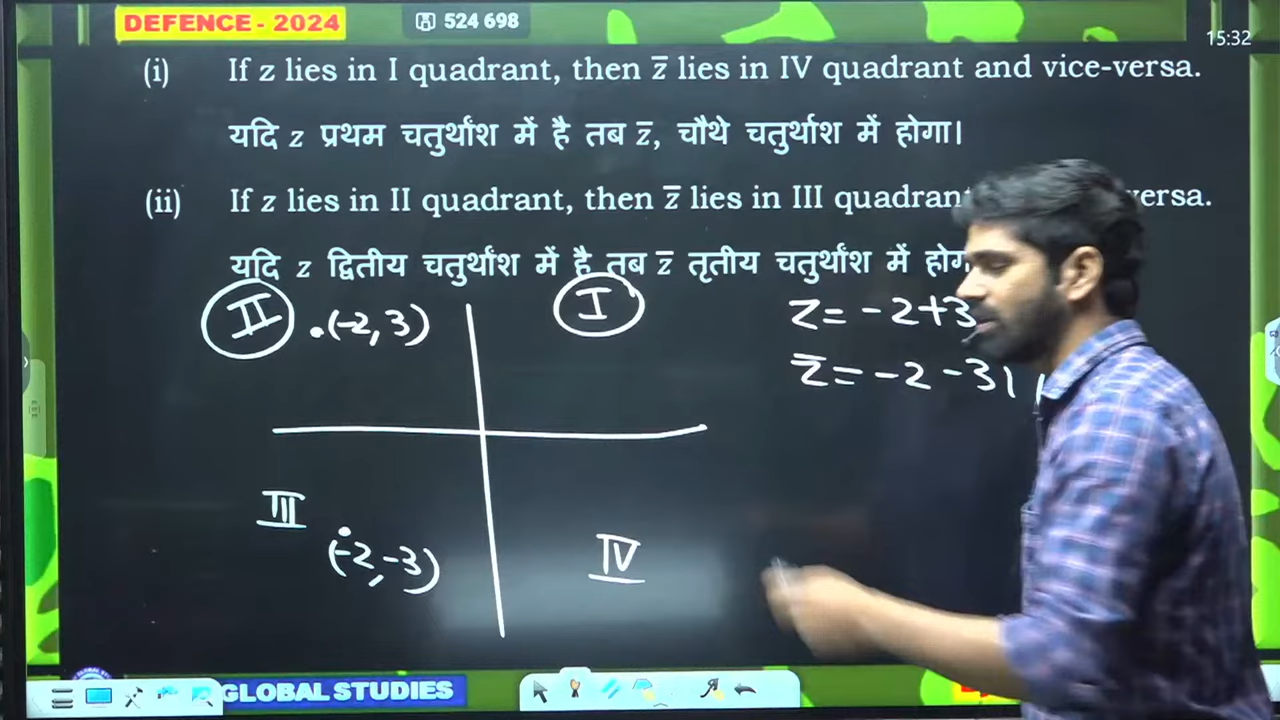 DEFENCE - 2024
524 698
15:32
(i) If z lies in I quadrant, then z̅ lies in IV quadrant and vice-versa.
यदि z प्रथम चतुर्थांश में है तब z̅, चौथे चतुर्थांश में होगा।
(ii) If z lies in II quadrant, then z̅ lies in III quadran ersa.
यदि z द्वितीय चतुर्थांश में है तब z̅ तृतीय चतुर्थांश में होग
II .(-2, 3) I z = -2+3
z̅ = -2 -3i
III
(-2, -3) IV
GLOBAL STUDIES